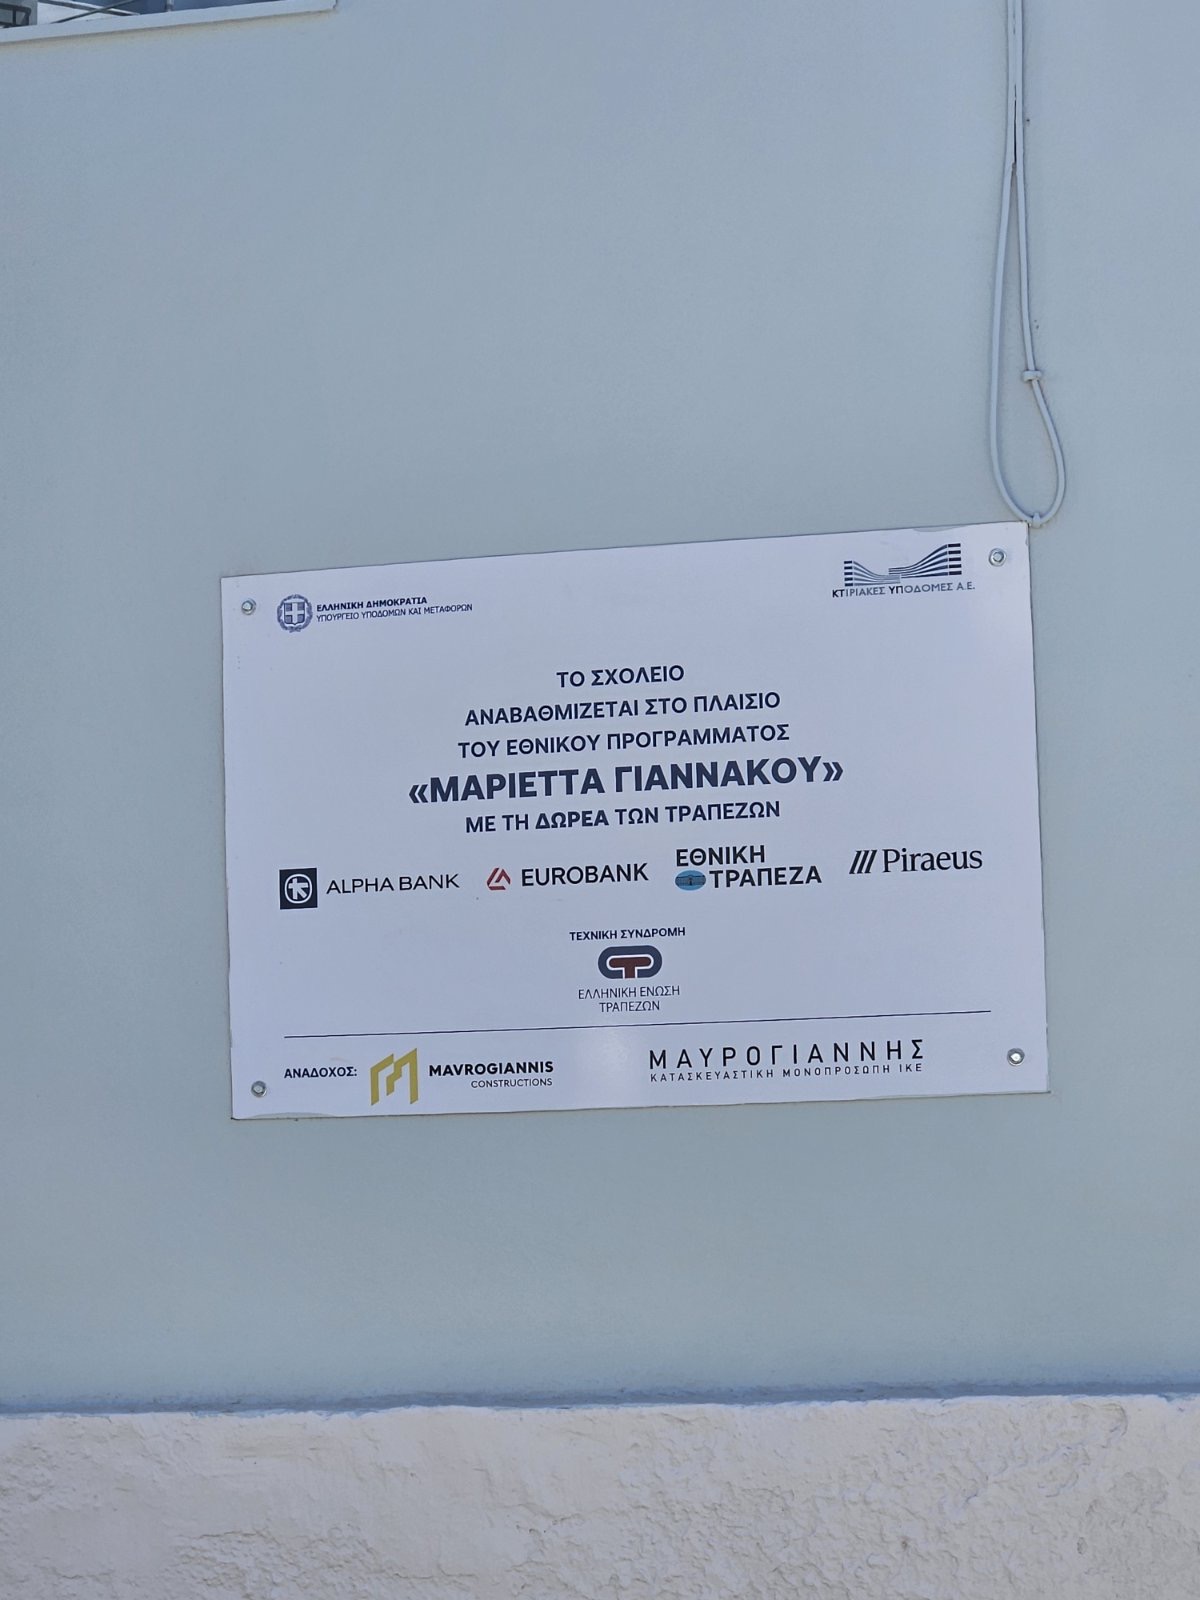 ΕΛΛΗΝΙΚΗ ΔΗΜΟΚΡΑΤΙΑ
ΥΠΟΥΡΓΕΙΟ ΥΠΟΔΟΜΩΝ ΚΑΙ ΜΕΤΑΦΟΡΩΝ
ΚΤΙΡΙΑΚΕΣ ΥΠΟΔΟΜΕΣ Α.Ε.
ΤΟ ΣΧΟΛΕΙΟ
ΑΝΑΒΑΘΜΙΖΕΤΑΙ ΣΤΟ ΠΛΑΙΣΙΟ
ΤΟΥ ΕΘΝΙΚΟΥ ΠΡΟΓΡΑΜΜΑΤΟΣ
«ΜΑΡΙΕΤΤΑ ΓΙΑΝΝΑΚΟΥ»
ΜΕ ΤΗ ΔΩΡΕΑ ΤΩΝ ΤΡΑΠΕΖΩΝ
ALPHA BANK
EUROBANK
ΕΘΝΙΚΗ
ΤΡΑΠΕΖΑ
Piraeus
ΤΕΧΝΙΚΗ ΣΥΝΔΡΟΜΗ
ΕΛΛΗΝΙΚΗ ΕΝΩΣΗ
ΤΡΑΠΕΖΩΝ
ΑΝΑΔΟΧΟΣ:
MAVROGIANNIS
CONSTRUCTIONS
ΜΑΥΡΟΓΙΑΝΝΗΣ
ΚΑΤΑΣΚΕΥΑΣΤΙΚΗ ΜΟΝΟΠΡΟΣΩΠΗ ΙΚΕ